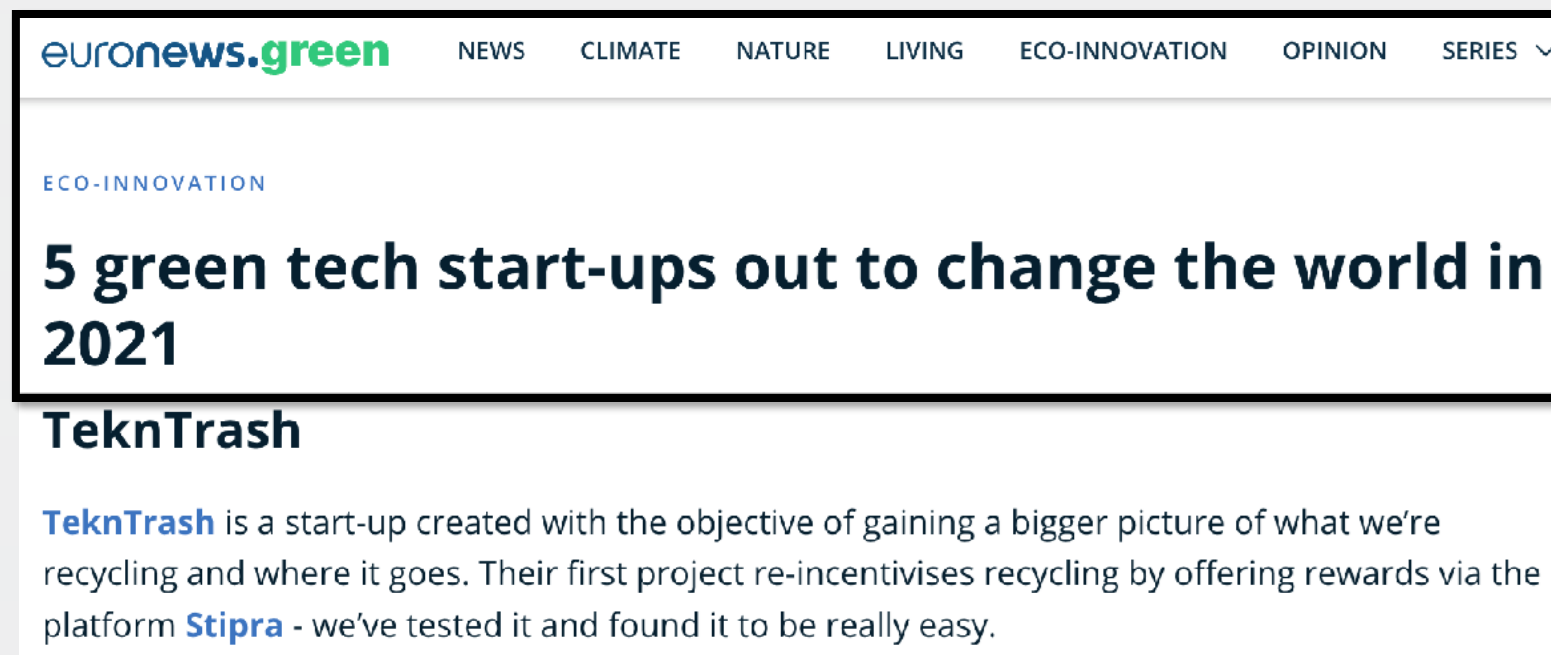 euronews.green NEWS CLIMATE NATURE LIVING ECO-INNOVATION OPINION SERIES
ECO-INNOVATION
5 green tech start-ups out to change the world in
2021
TeknTrash
TeknTrash is a start-up created with the objective of gaining a bigger picture of what we’re
recycling and where it goes. Their first project re-incentivises recycling by offering rewards via the
platform Stipra - we’ve tested it and found it to be really easy.